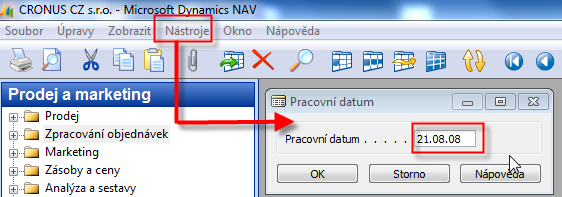 CRONUS CZ s.r.o. - Microsoft Dynamics NAV
Soubor Úpravy Zobrazit Nástroje Okno Nápověda
Prodej a marketing
Prodej
Zpracování objednávek
Marketing
Zásoby a ceny
Analýza a sestavy
Pracovní datum
Pracovní datum . . . . . 21.08.08
OK Storno Nápověda